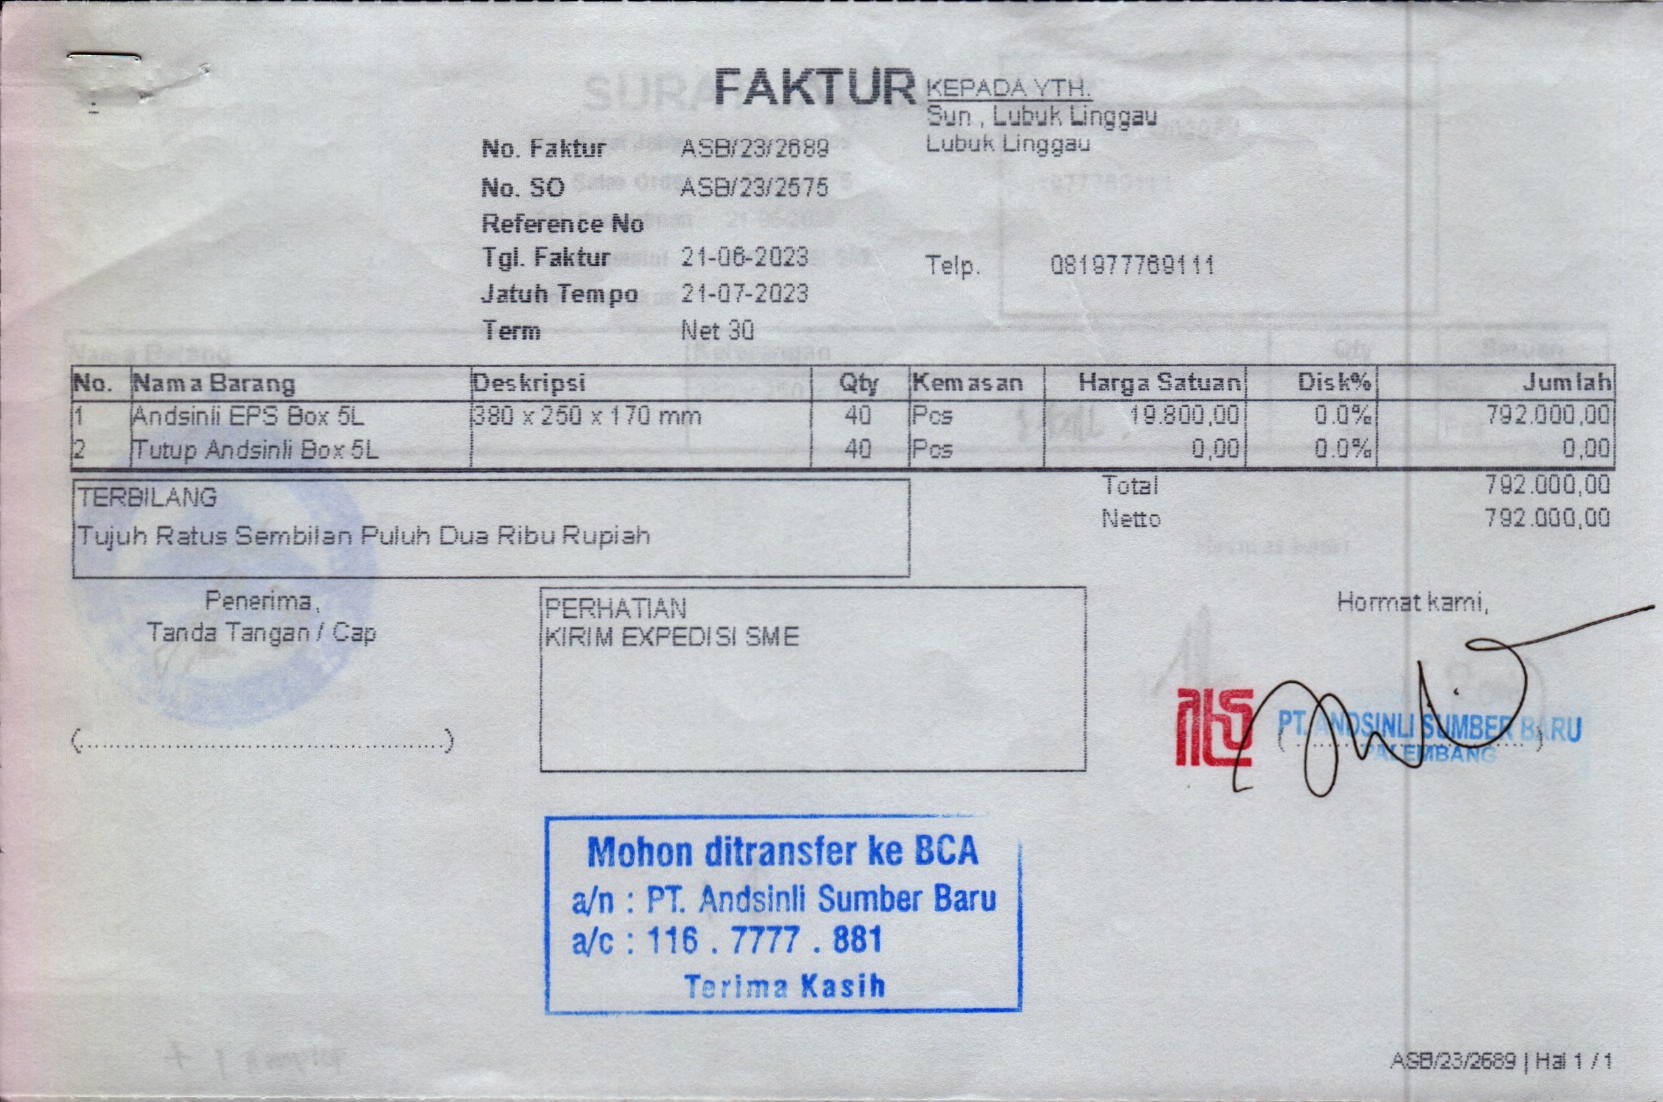 FAKTUR
KEPADA YTH.
Sun , Lubuk Linggau
Lubuk Linggau
No. Faktur ASB/23/2689
No. SO ASB/23/2575
Reference No
Tgl. Faktur 21-06-2023
Telp. 081977769111
Jatuh Tempo 21-07-2023
Term Net 30
No. Nama Barang Deskripsi Qty Kemasan Harga Satuan Disk% Jumlah
1 Andsinli EPS Box 5L 380 x 250 x 170 mm 40 Pcs 19.800,00 0.0% 792.000,00
2 Tutup Andsinli Box 5L 40 Pcs 0,00 0.0% 0,00
Total 792.000,00
Netto 792.000,00
TERBILANG
Tujuh Ratus Sembilan Puluh Dua Ribu Rupiah
Penerima,
Tanda Tangan / Cap
PERHATIAN
KIRIM EXPEDISI SME
Hormat kami,
PT. ANDSINLI SUMBER BARU
PALEMBANG
Mohon ditransfer ke BCA
a/n : PT. Andsinli Sumber Baru
a/c : 116 . 7777 . 881
Terima Kasih
ASB/23/2689 | Hal 1 / 1